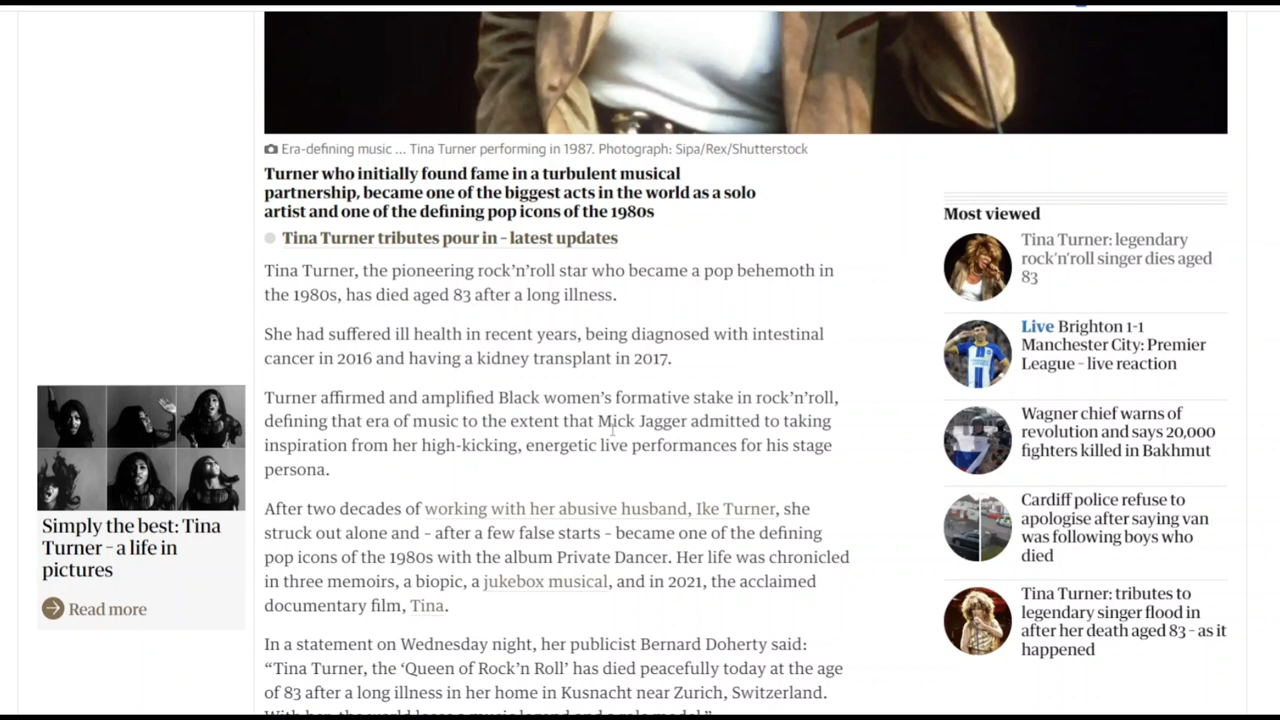 Era-defining music ... Tina Turner performing in 1987. Photograph: Sipa/Rex/Shutterstock
Turner who initially found fame in a turbulent musical
partnership, became one of the biggest acts in the world as a solo
artist and one of the defining pop icons of the 1980s
Tina Turner tributes pour in – latest updates
Tina Turner, the pioneering rock’n’roll star who became a pop behemoth in
the 1980s, has died aged 83 after a long illness.
She had suffered ill health in recent years, being diagnosed with intestinal
cancer in 2016 and having a kidney transplant in 2017.
Turner affirmed and amplified Black women’s formative stake in rock’n’roll,
defining that era of music to the extent that Mick Jagger admitted to taking
inspiration from her high-kicking, energetic live performances for his stage
persona.
After two decades of working with her abusive husband, Ike Turner, she
struck out alone and – after a few false starts – became one of the defining
pop icons of the 1980s with the album Private Dancer. Her life was chronicled
in three memoirs, a biopic, a jukebox musical, and in 2021, the acclaimed
documentary film, Tina.
In a statement on Wednesday night, her publicist Bernard Doherty said:
“Tina Turner, the ‘Queen of Rock’n Roll’ has died peacefully today at the age
of 83 after a long illness in her home in Kusnacht near Zurich, Switzerland.
With her, the world loses a music legend and a role model.”
Simply the best: Tina
Turner – a life in
pictures
Read more
Most viewed
Tina Turner: legendary
rock’n’roll singer dies aged
83
Live Brighton 1-1
Manchester City: Premier
League – live reaction
Wagner chief warns of
revolution and says 20,000
fighters killed in Bakhmut
Cardiff police refuse to
apologise after saying van
was following boys who
died
Tina Turner: tributes to
legendary singer flood in
after her death aged 83 – as it
happened